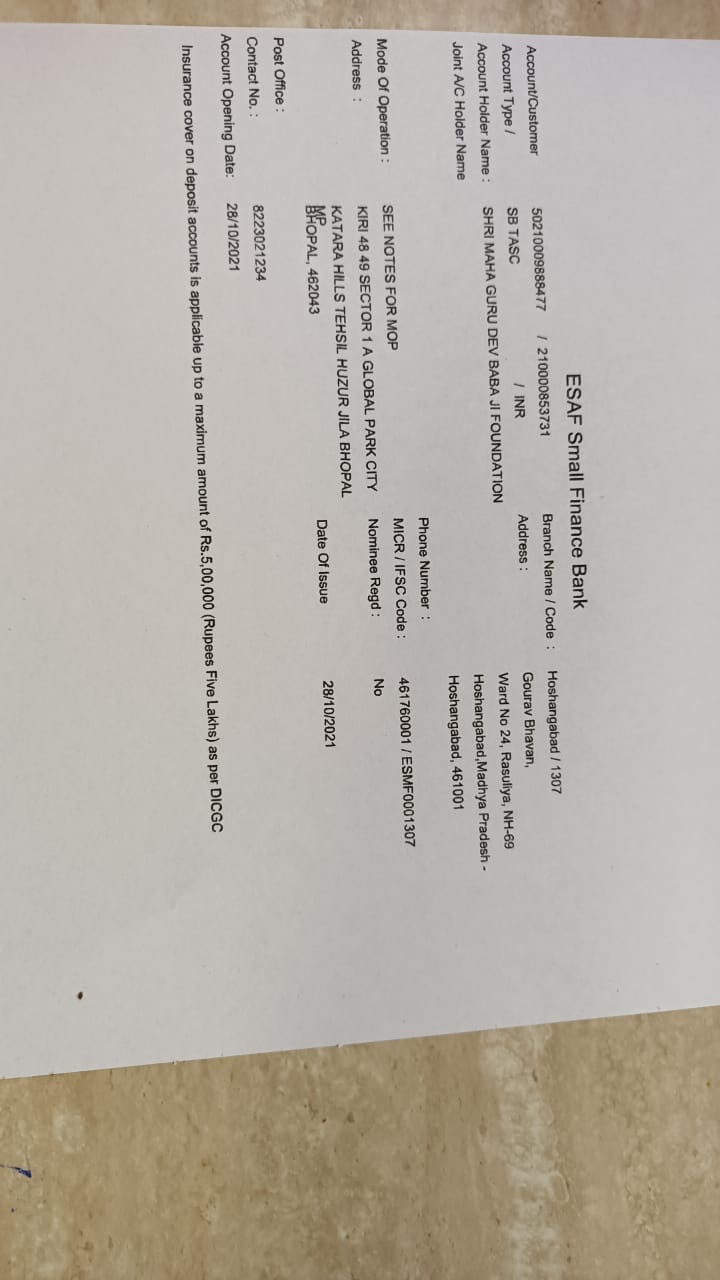 ESAF Small Finance Bank
Account/Customer 50210009888477 / 210000853731
Account Type / SB TASC / INR
Account Holder Name : SHRI MAHA GURU DEV BABA JI FOUNDATION
Joint A/C Holder Name
Mode Of Operation : SEE NOTES FOR MOP
Address : KIRI 48 49 SECTOR 1 A GLOBAL PARK CITY
KATARA HILLS TEHSIL HUZUR JILA BHOPAL
MP
BHOPAL, 462043
Post Office :
Contact No. : 8223021234
Account Opening Date: 28/10/2021
Branch Name / Code : Hoshangabad / 1307
Address : Gourav Bhavan,
Ward No 24, Rasuliya, NH-69
Hoshangabad,Madhya Pradesh -
Hoshangabad, 461001
Phone Number :
MICR / IFSC Code : 461760001 / ESMF0001307
Nominee Regd : No
Date Of Issue 28/10/2021
Insurance cover on deposit accounts is applicable up to a maximum amount of Rs.5,00,000 (Rupees Five Lakhs) as per DICGC